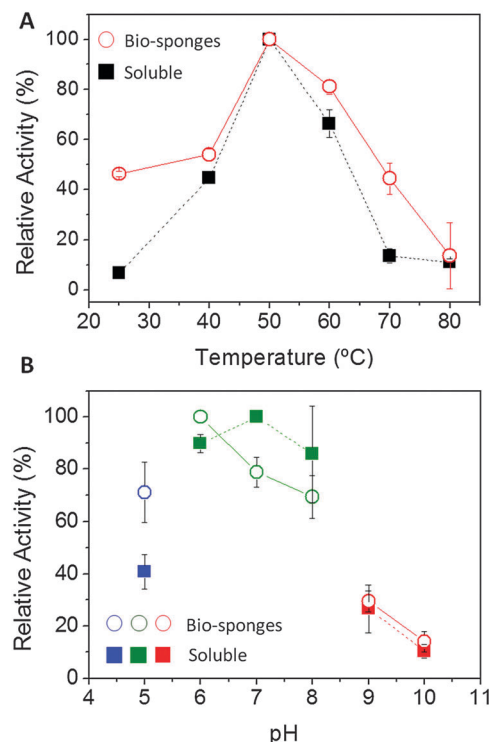 A
Bio-sponges
Soluble
Relative Activity (%)
100
80
60
40
20
0
20 30 40 50 60 70 80
Temperature (ºC)
B
Relative Activity (%)
100
80
60
40
20
0
Bio-sponges
Soluble
4 5 6 7 8 9 10 11
pH